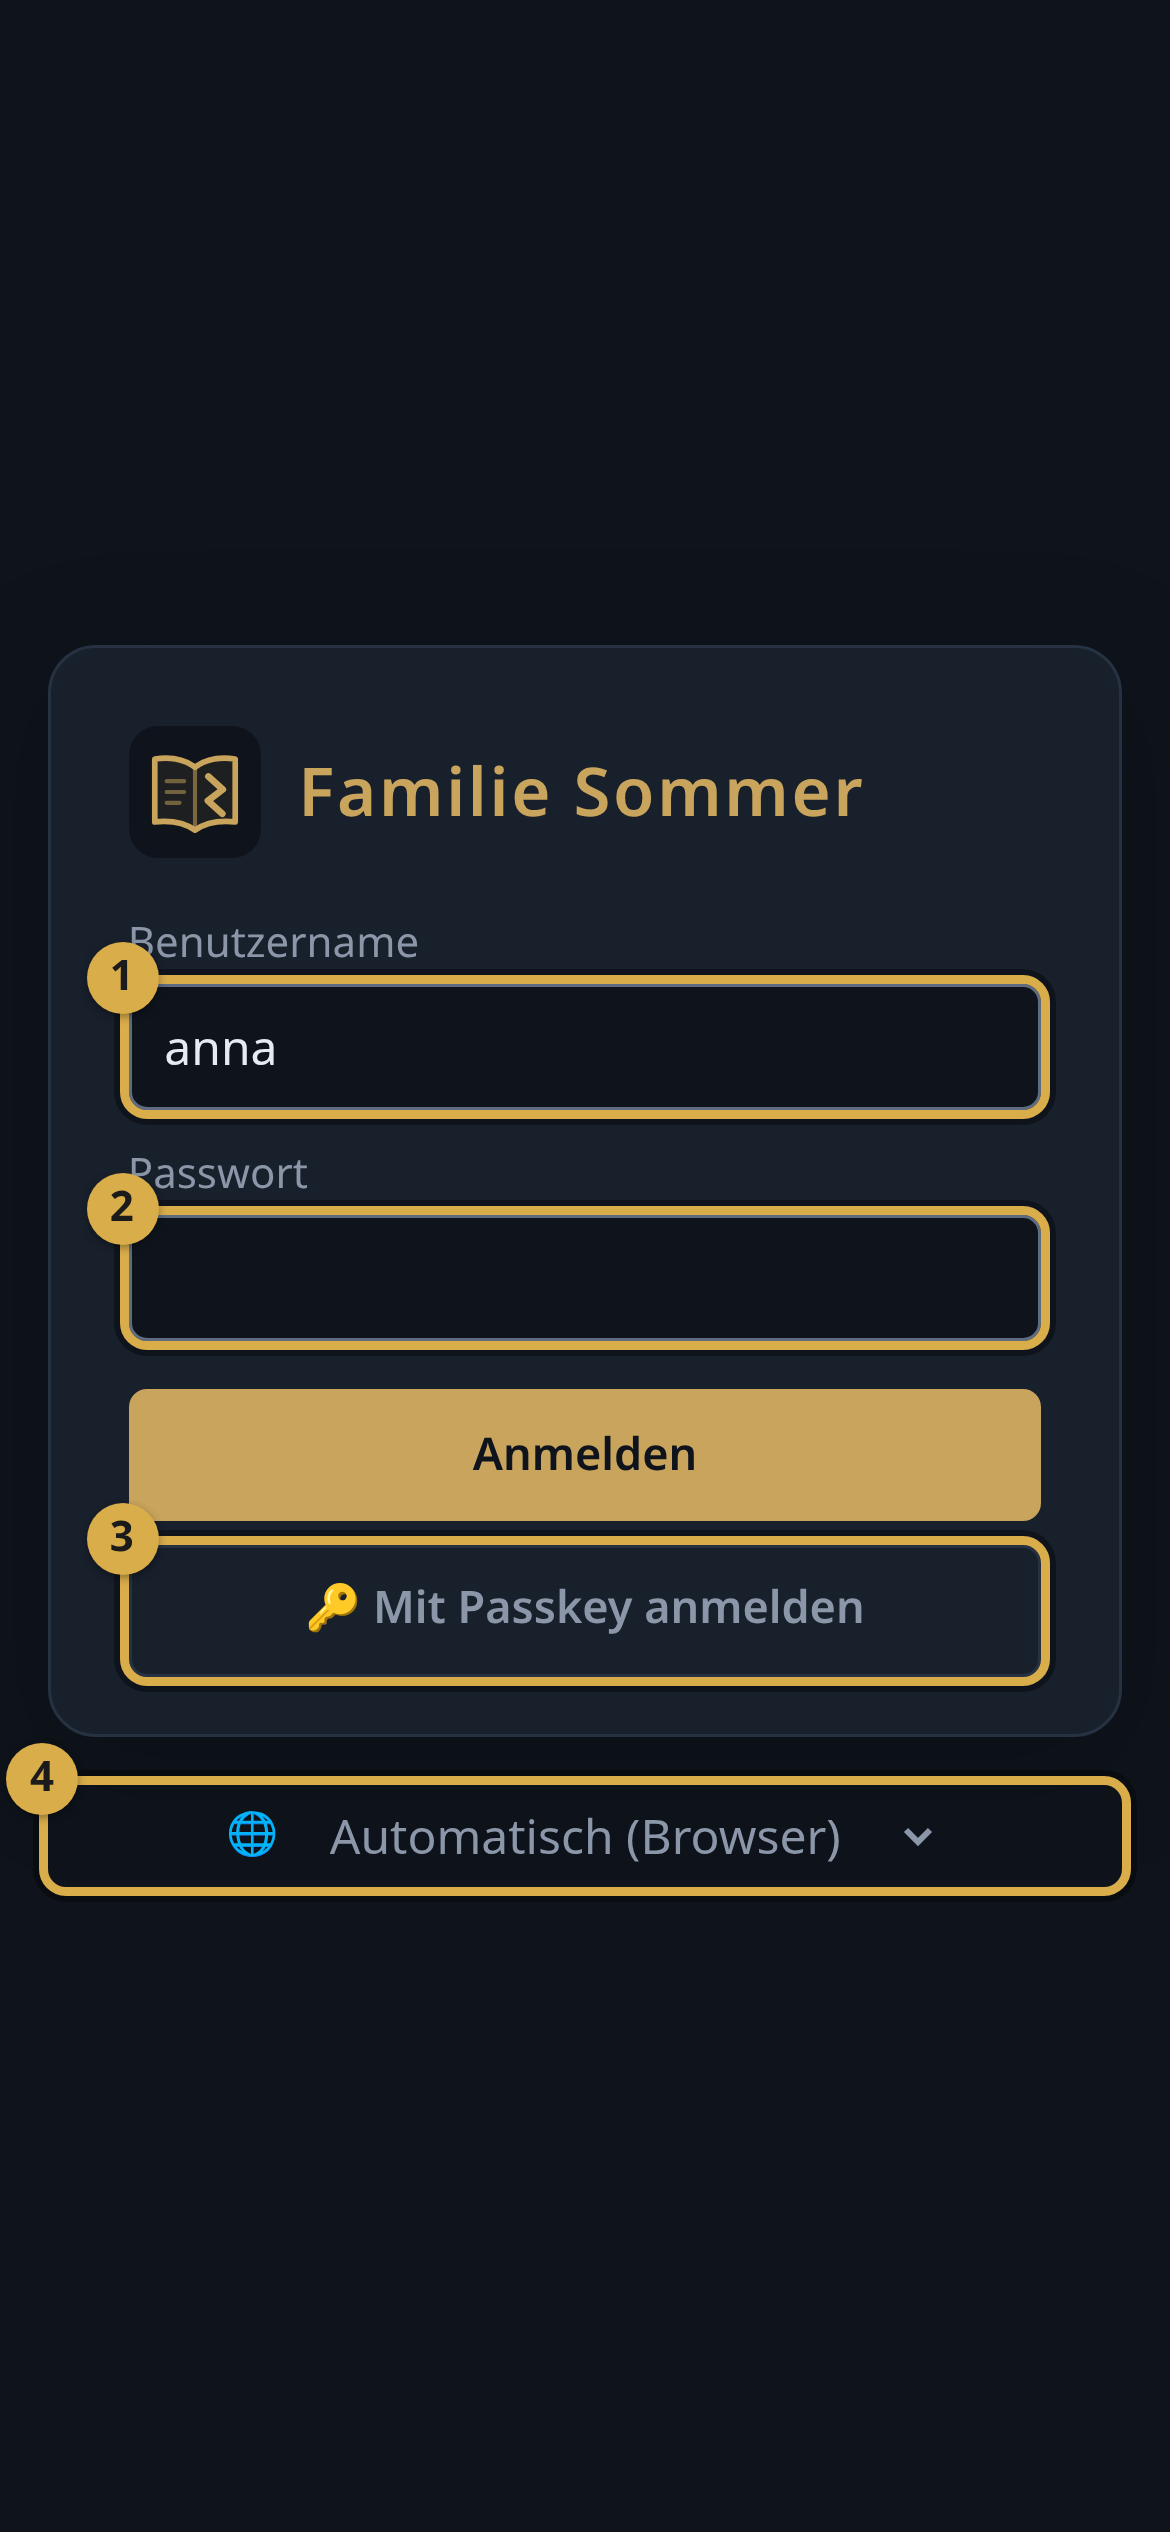 Familie Sommer
Benutzername
1
anna
Passwort
2
Anmelden
3
🔑 Mit Passkey anmelden
4
🌐 Automatisch (Browser)